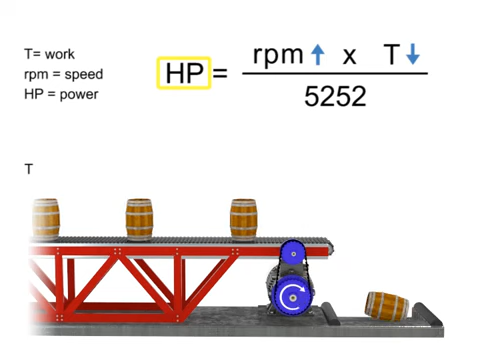 T= work
rpm = speed
HP = power
HP = rpm x T
5252
T